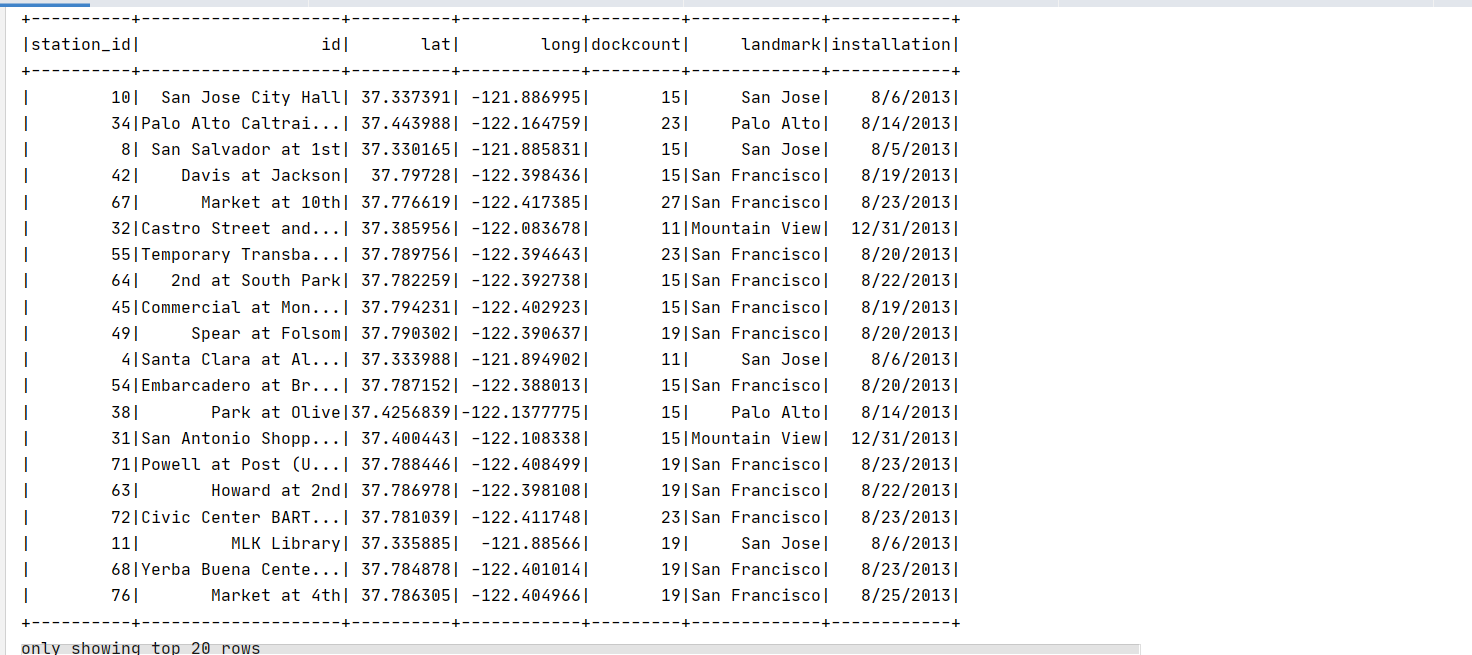 +----------+--------------------+----------+------------+---------+-------------+------------+
|station_id|                  id|       lat|        long|dockcount|     landmark|installation|
+----------+--------------------+----------+------------+---------+-------------+------------+
|        10|  San Jose City Hall| 37.337391| -121.886995|       15|     San Jose|    8/6/2013|
|        34|Palo Alto Caltrai...| 37.443988| -122.164759|       23|    Palo Alto|   8/14/2013|
|         8| San Salvador at 1st| 37.330165| -121.885831|       15|     San Jose|    8/5/2013|
|        42|    Davis at Jackson|  37.79728| -122.398436|       15|San Francisco|   8/19/2013|
|        67|      Market at 10th| 37.776619| -122.417385|       27|San Francisco|   8/23/2013|
|        32|Castro Street and...| 37.385956| -122.083678|       11|Mountain View|  12/31/2013|
|        55|Temporary Transba...| 37.789756| -122.394643|       23|San Francisco|   8/20/2013|
|        64|   2nd at South Park| 37.782259| -122.392738|       15|San Francisco|   8/22/2013|
|        45|Commercial at Mon...| 37.794231| -122.402923|       15|San Francisco|   8/19/2013|
|        49|     Spear at Folsom| 37.790302| -122.390637|       19|San Francisco|   8/20/2013|
|         4|Santa Clara at Al...| 37.333988| -121.894902|       11|     San Jose|    8/6/2013|
|        54|Embarcadero at Br...| 37.787152| -122.388013|       15|San Francisco|   8/20/2013|
|        38|       Park at Olive|37.4256839|-122.1377775|       15|    Palo Alto|   8/14/2013|
|        31|San Antonio Shopp...| 37.400443| -122.108338|       15|Mountain View|  12/31/2013|
|        71|Powell at Post (U...| 37.788446| -122.408499|       19|San Francisco|   8/23/2013|
|        63|       Howard at 2nd| 37.786978| -122.398108|       19|San Francisco|   8/22/2013|
|        72|Civic Center BART...| 37.781039| -122.411748|       23|San Francisco|   8/23/2013|
|        11|         MLK Library| 37.335885|  -121.88566|       19|     San Jose|    8/6/2013|
|        68|Yerba Buena Cente...| 37.784878| -122.401014|       19|San Francisco|   8/23/2013|
|        76|       Market at 4th| 37.786305| -122.404966|       19|San Francisco|   8/25/2013|
+----------+--------------------+----------+------------+---------+-------------+------------+
only showing top 20 rows